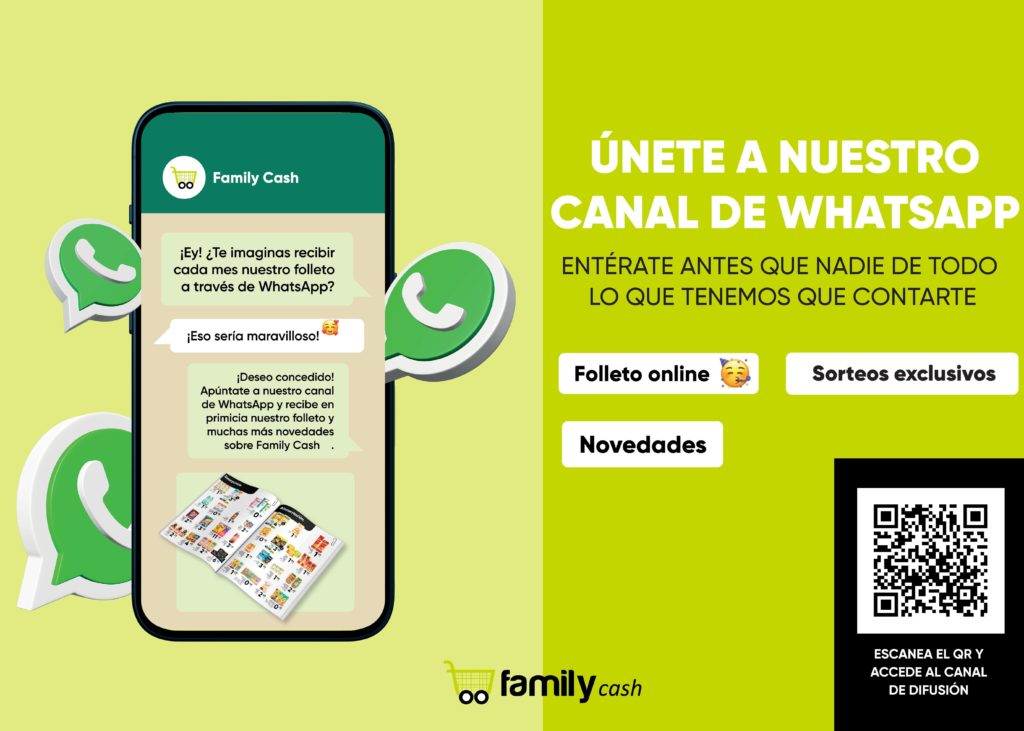 Family Cash
¡Ey! ¿Te imaginas recibir
cada mes nuestro folleto
a través de WhatsApp?
¡Eso sería maravilloso! 🥰
¡Deseo concedido!
Apúntate a nuestro canal
de WhatsApp y recibe en
primicia nuestro folleto y
muchas más novedades
sobre Family Cash .
ÚNETE A NUESTRO
CANAL DE WHATSAPP
ENTÉRATE ANTES QUE NADIE DE TODO
LO QUE TENEMOS QUE CONTARTE
Folleto online 🥳
Sorteos exclusivos
Novedades
ESCANEA EL QR Y
ACCEDE AL CANAL
DE DIFUSIÓN
family cash